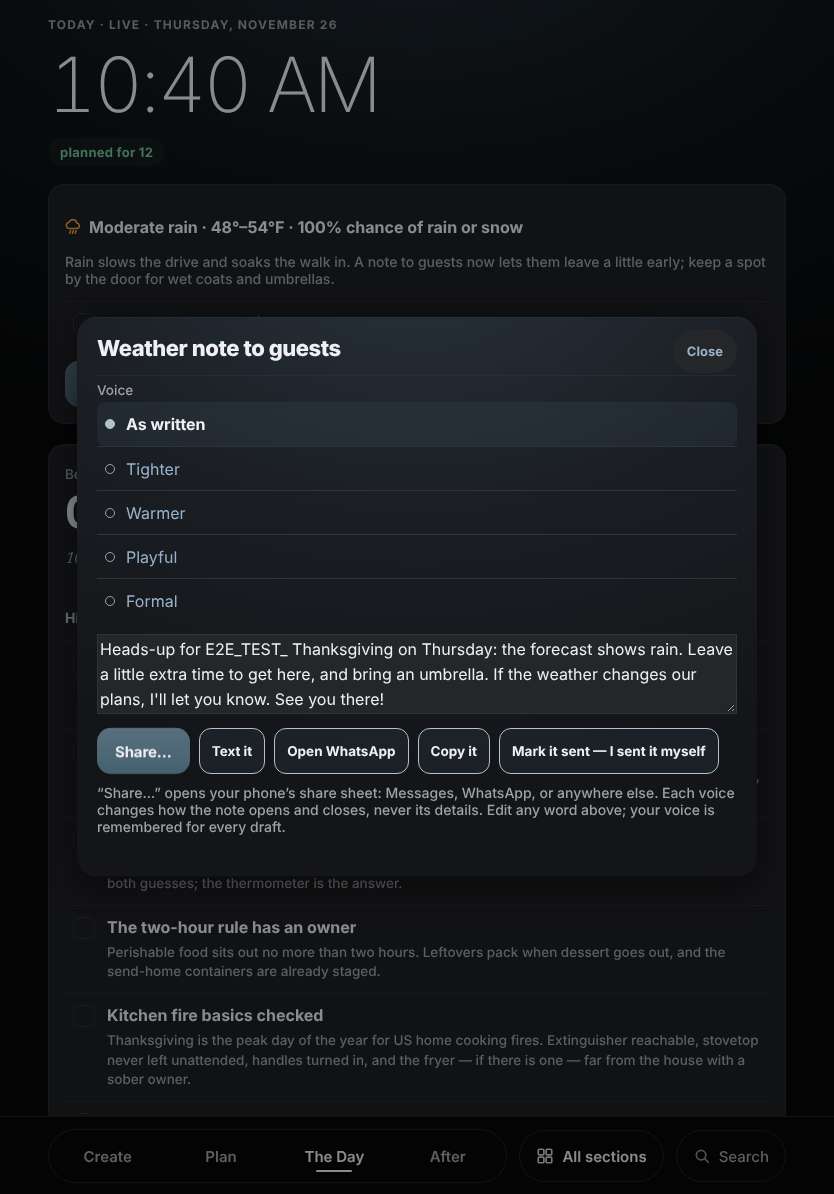 TODAY · LIVE · THURSDAY, NOVEMBER 26
10:40 AM
planned for 12
Moderate rain · 48°–54°F · 100% chance of rain or snow
Rain slows the drive and soaks the walk in. A note to guests now lets them leave a little early; keep a spot
by the door for wet coats and umbrellas.
Weather note to guests
Close
Voice
As written
Tighter
Warmer
Playful
Formal
Heads-up for E2E_TEST_ Thanksgiving on Thursday: the forecast shows rain. Leave
a little extra time to get here, and bring an umbrella. If the weather changes our
plans, I'll let you know. See you there!
Share…
Text it
Open WhatsApp
Copy it
Mark it sent — I sent it myself
“Share…” opens your phone’s share sheet: Messages, WhatsApp, or anywhere else. Each voice
changes how the note opens and closes, never its details. Edit any word above; your voice is
remembered for every draft.
both guesses; the thermometer is the answer.
The two-hour rule has an owner
Perishable food sits out no more than two hours. Leftovers pack when dessert goes out, and the
send-home containers are already staged.
Kitchen fire basics checked
Thanksgiving is the peak day of the year for US home cooking fires. Extinguisher reachable, stovetop
never left unattended, handles turned in, and the fryer — if there is one — far from the house with a
sober owner.
Create
Plan
The Day
After
All sections
Search